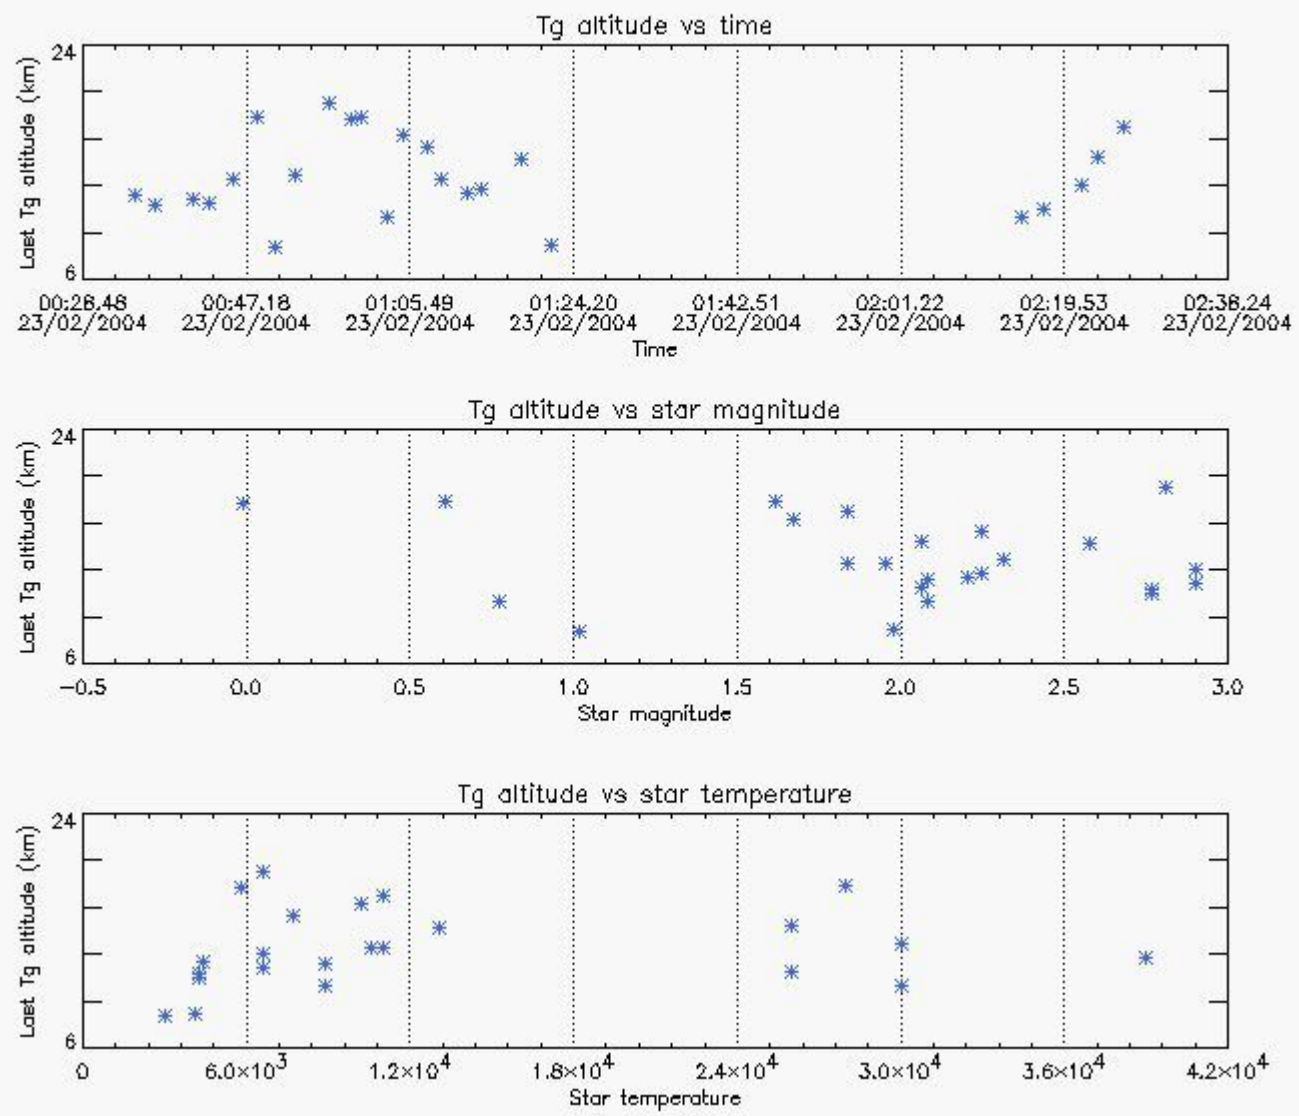 Tg altitude vs time
Last Tg altitude (km)
24
6
00:26.48 00:47.18 01:05.49 01:24.20 01:42.51 02:01.22 02:19.53 02:38.24
23/02/2004 23/02/2004 23/02/2004 23/02/2004 23/02/2004 23/02/2004 23/02/2004 23/02/2004
Time
Tg altitude vs star magnitude
Last Tg altitude (km)
24
6
−0.5 0.0 0.5 1.0 1.5 2.0 2.5 3.0
Star magnitude
Tg altitude vs star temperature
Last Tg altitude (km)
24
6
0 6.0×10³ 1.2×10⁴ 1.8×10⁴ 2.4×10⁴ 3.0×10⁴ 3.6×10⁴ 4.2×10⁴
Star temperature